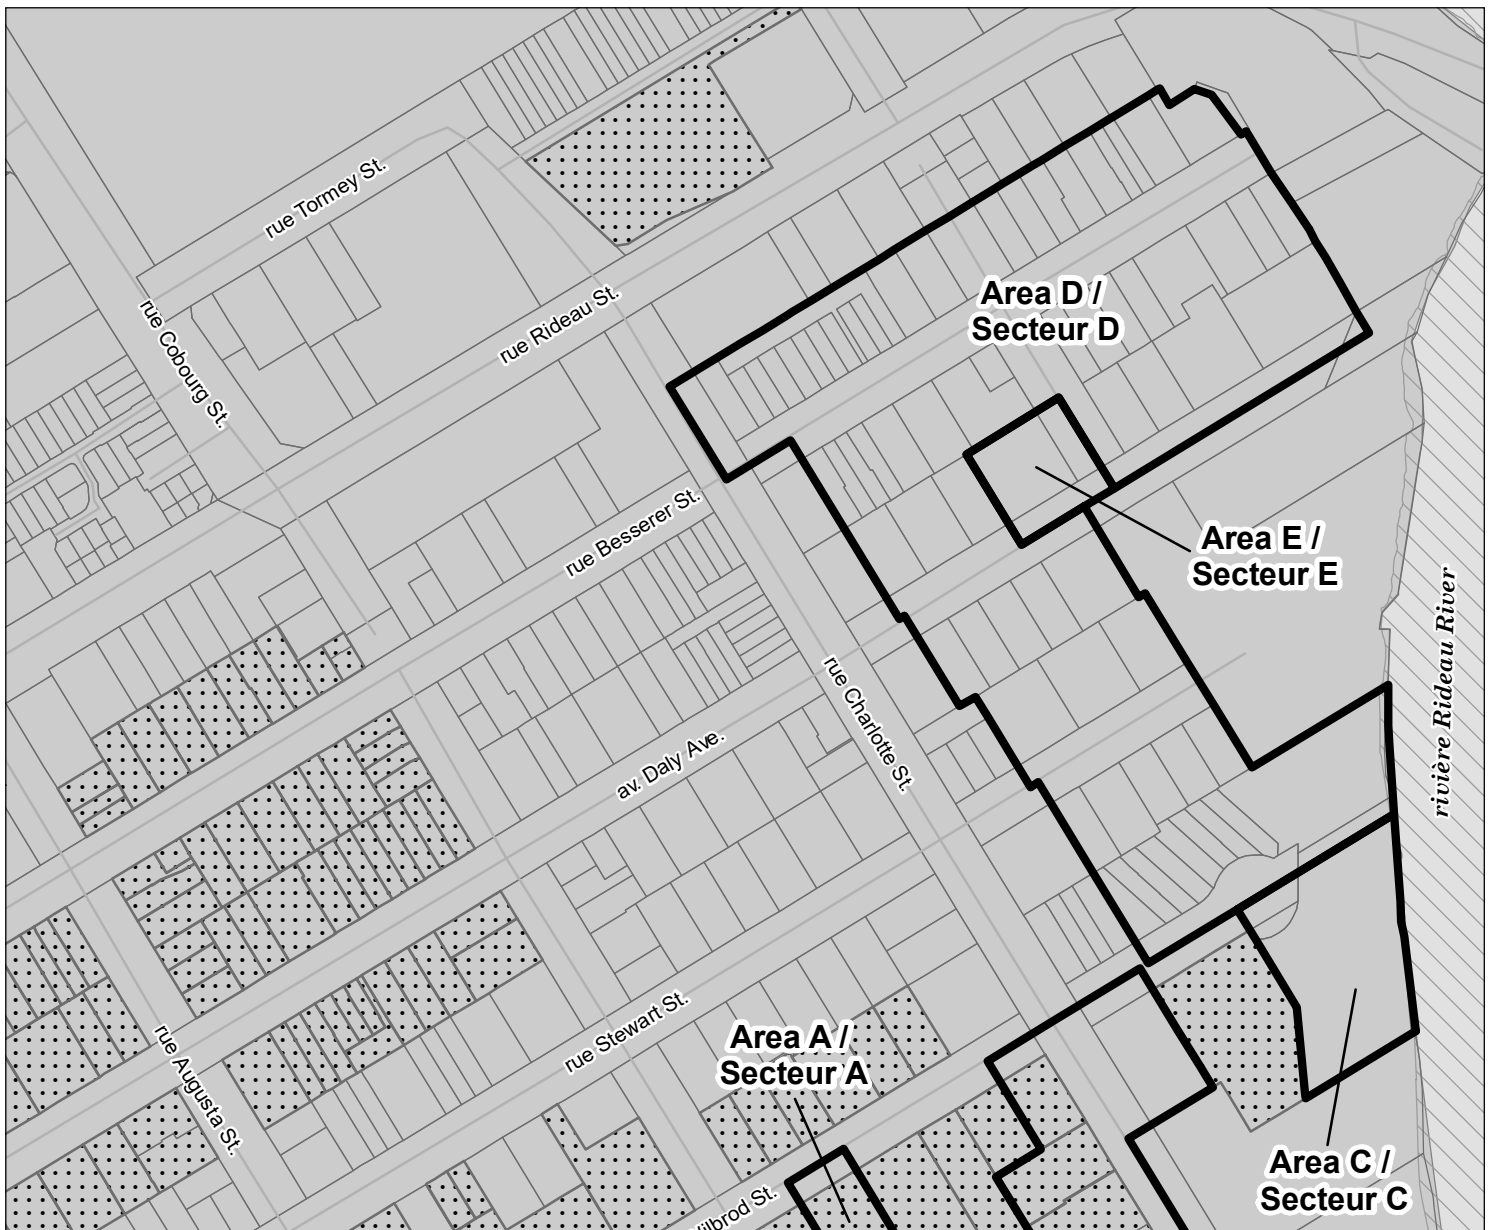 rue Tormey St.
rue Cobourg St.
rue Rideau St.
Area D /
Secteur D
rue Besserer St.
Area E /
Secteur E
rivière Rideau River
rue Charlotte St.
av. Daly Ave.
rue Stewart St.
rue Augusta St.
Area A /
Secteur A
Area C /
Secteur C
St.